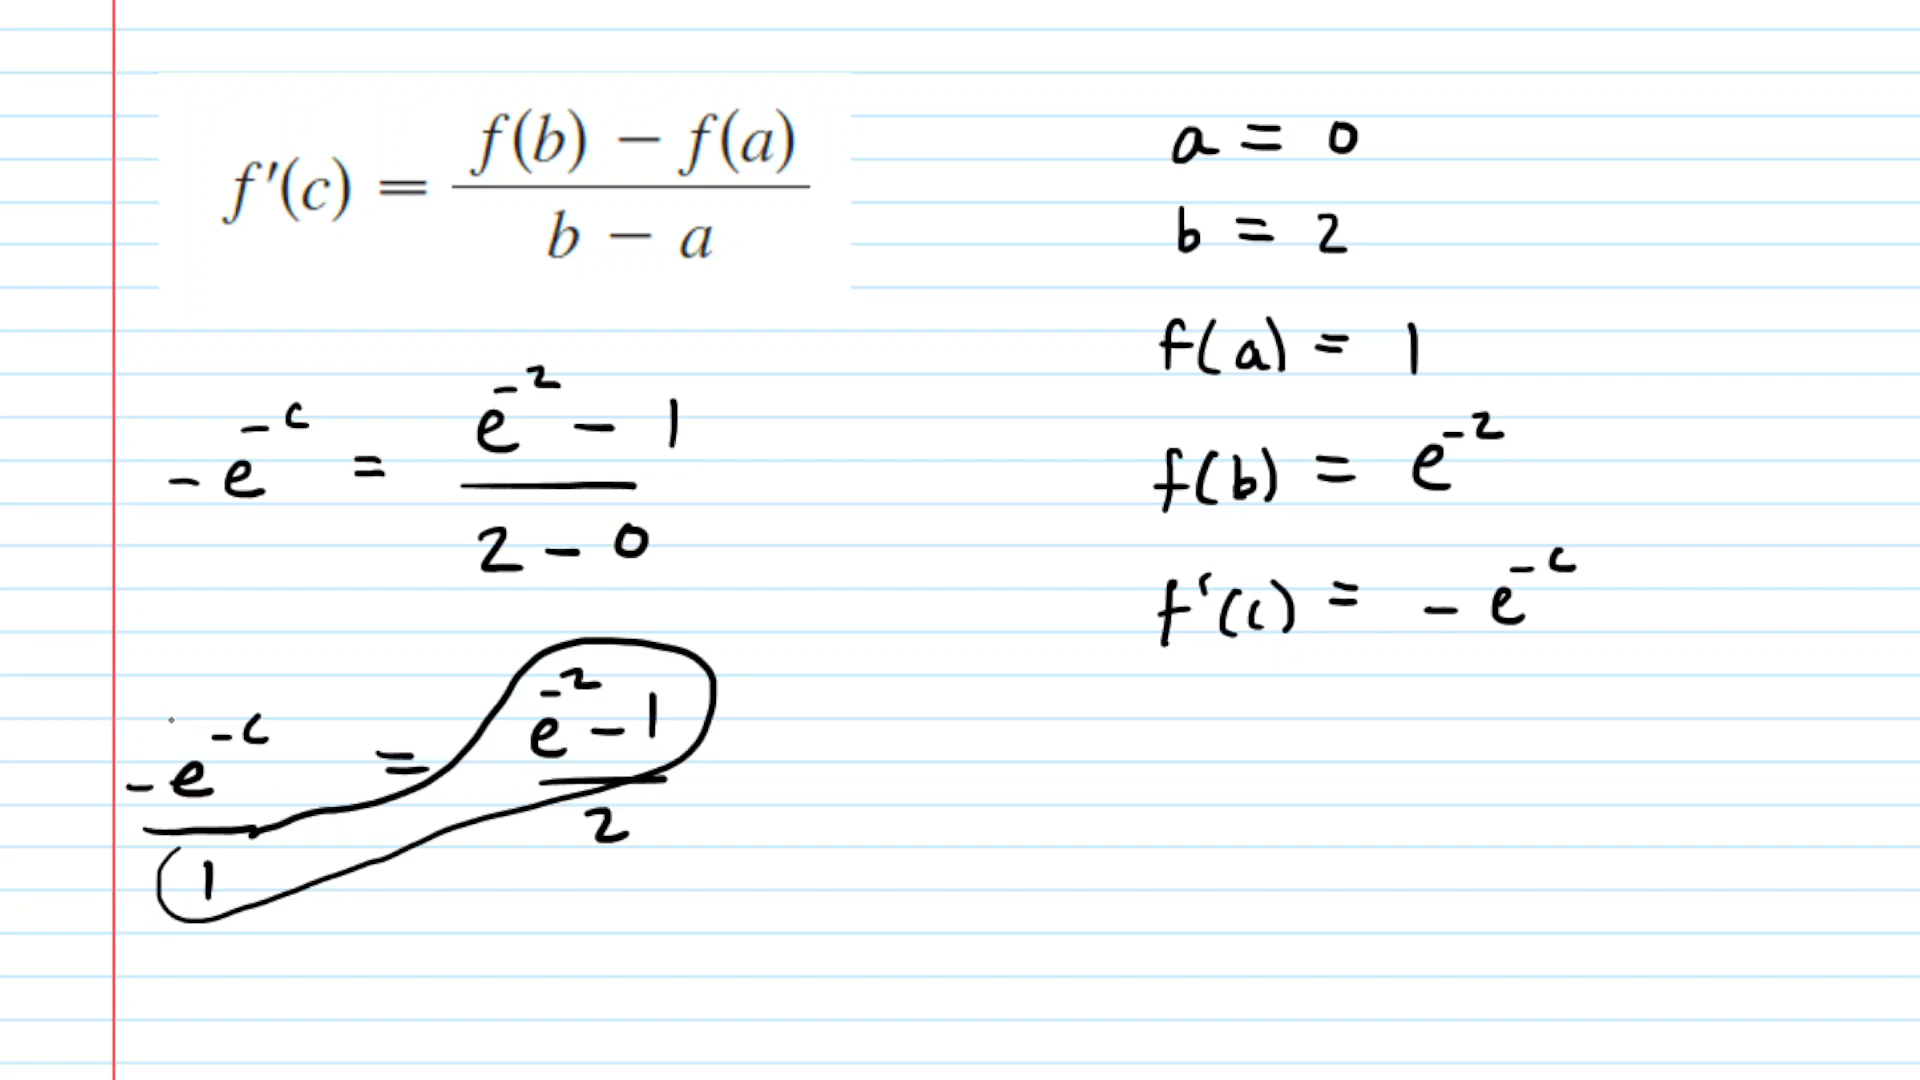 f'(c) = f(b) − f(a) / b − a
a = 0
b = 2
f(a) = 1
f(b) = e^-2
f'(c) = - e^-c
- e^-c = e^-2 - 1 / 2 - 0
- e^-c / 1 = e^-2 - 1 / 2